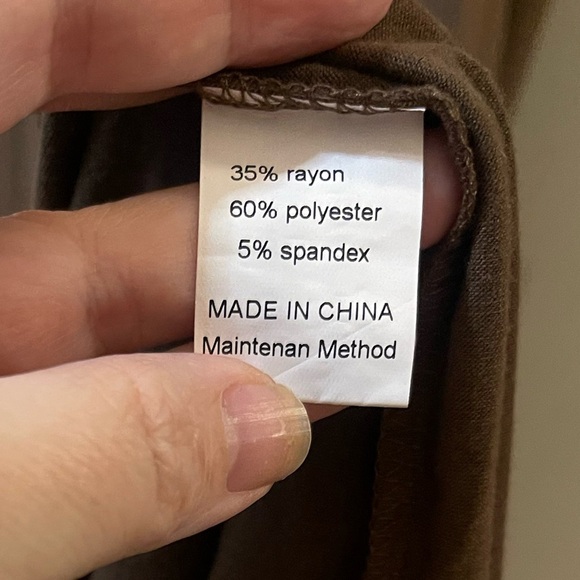 35% rayon
60% polyester
5% spandex
MADE IN CHINA
Maintenan Method